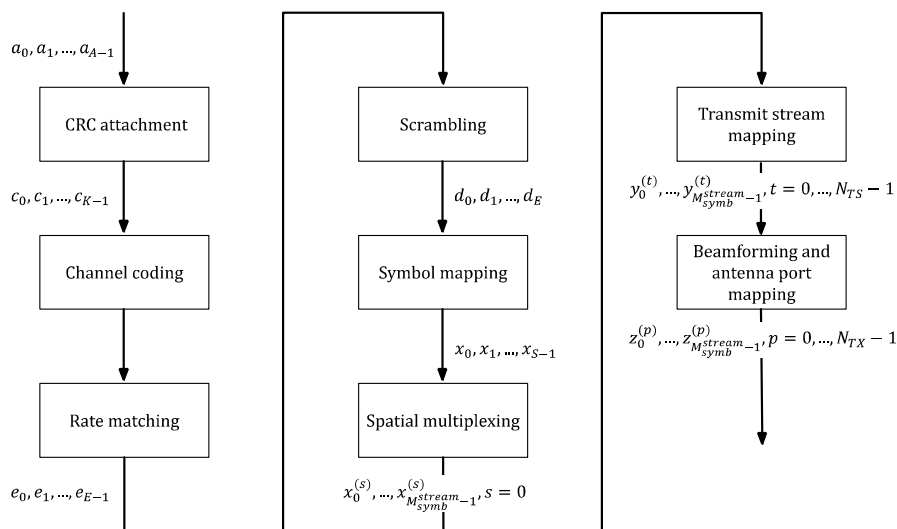 a_0, a_1, ..., a_{A−1}
CRC attachment
c_0, c_1, ..., c_{K−1}
Channel coding
Rate matching
e_0, e_1, ..., e_{E−1}
Scrambling
d_0, d_1, ..., d_E
Symbol mapping
x_0, x_1, ..., x_{S−1}
Spatial multiplexing
x_0^{(s)}, ..., x_{M_{symb}^{stream}−1}^{(s)}, s = 0
Transmit stream
mapping
y_0^{(t)}, ..., y_{M_{symb}^{stream}−1}^{(t)}, t = 0, ..., N_{TS} − 1
Beamforming and
antenna port
mapping
z_0^{(p)}, ..., z_{M_{symb}^{stream}−1}^{(p)}, p = 0, ..., N_{TX} − 1